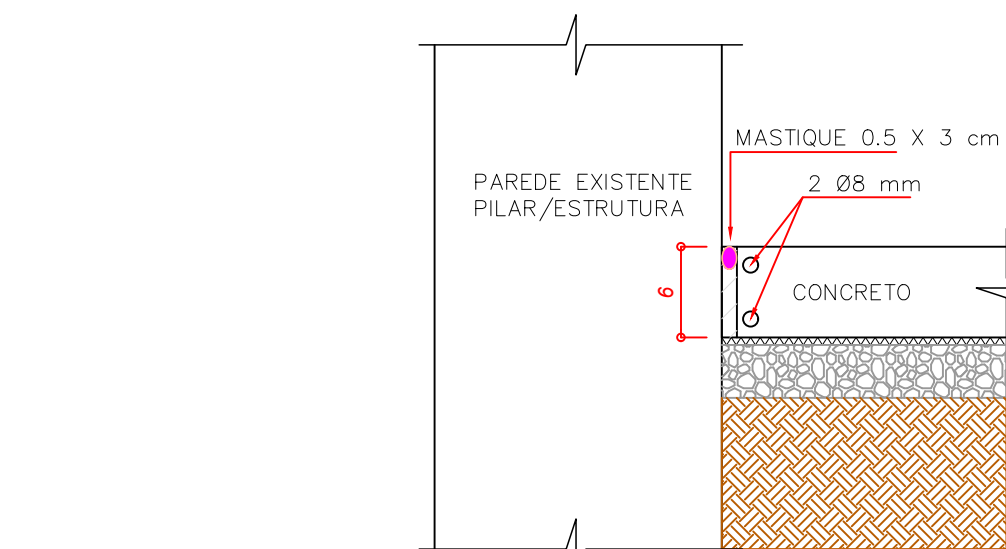 MASTIQUE 0.5 X 3 cm
PAREDE EXISTENTE
PILAR/ESTRUTURA
2 Ø8 mm
6
CONCRETO